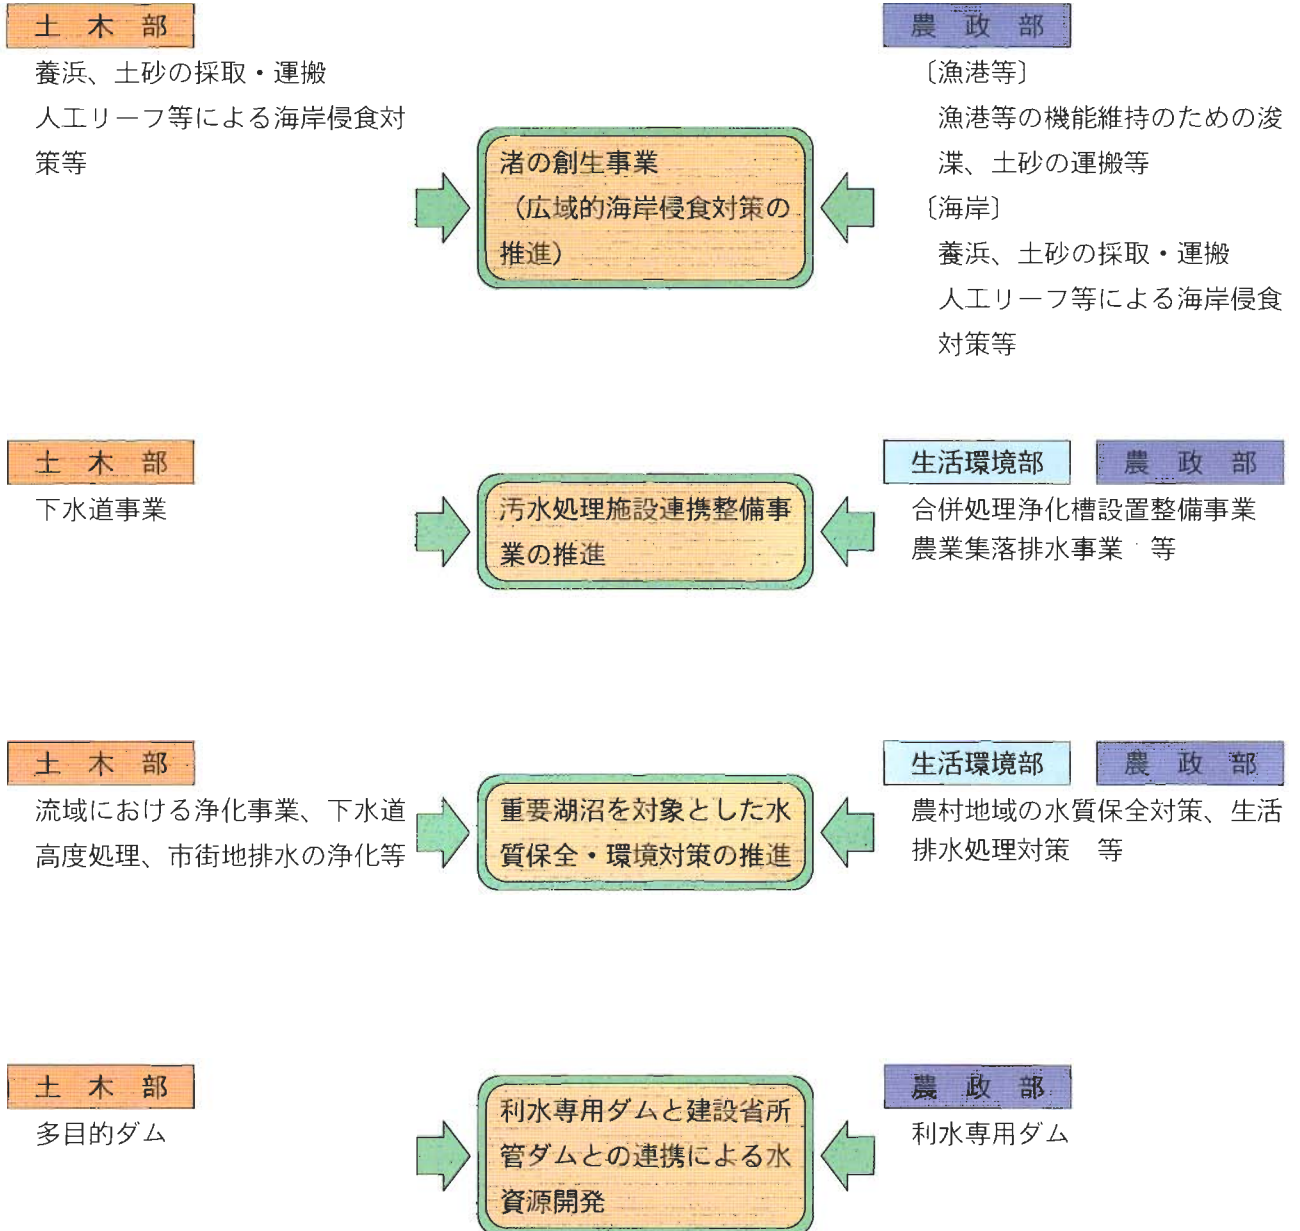 土木部
養浜、土砂の採取・運搬
人工リーフ等による海岸侵食対
策等
渚の創生事業
（広域的海岸侵食対策の
推進）
農政部
〔漁港等〕
漁港等の機能維持のための浚
渫、土砂の運搬等
〔海岸〕
養浜、土砂の採取・運搬
人工リーフ等による海岸侵食
対策等
土木部
下水道事業
汚水処理施設連携整備事
業の推進
生活環境部 農政部
合併処理浄化槽設置整備事業
農業集落排水事業 等
土木部
流域における浄化事業、下水道
高度処理、市街地排水の浄化等
重要湖沼を対象とした水
質保全・環境対策の推進
生活環境部 農政部
農村地域の水質保全対策、生活
排水処理対策 等
土木部
多目的ダム
利水専用ダムと建設省所
管ダムとの連携による水
資源開発
農政部
利水専用ダム